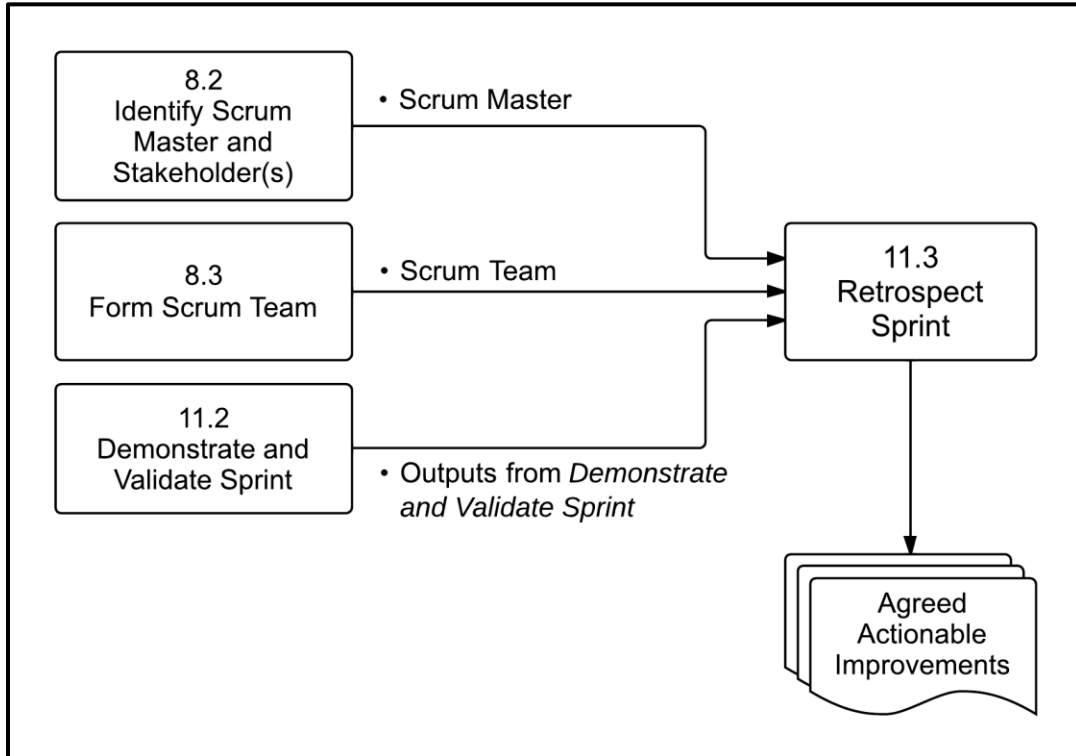 8.2
Identify Scrum
Master and
Stakeholder(s)
• Scrum Master
8.3
Form Scrum Team
• Scrum Team
11.2
Demonstrate and
Validate Sprint
• Outputs from Demonstrate
and Validate Sprint
11.3
Retrospect
Sprint
Agreed
Actionable
Improvements